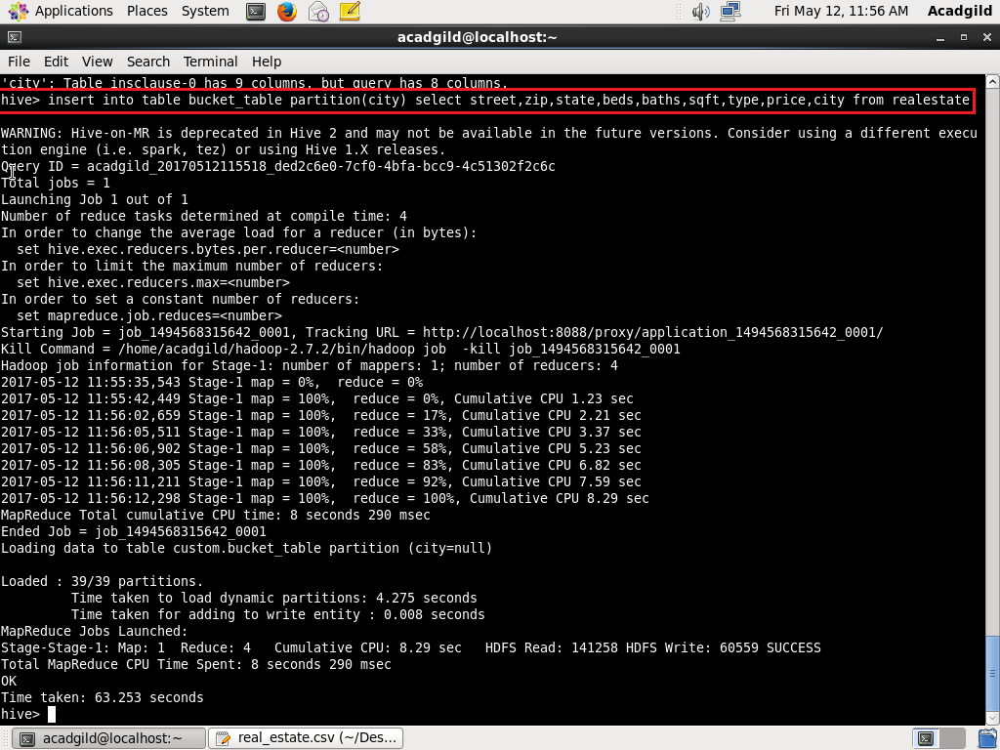 Applications Places System Fri May 12, 11:56 AM Acadgild
acadgild@localhost:~
File Edit View Search Terminal Help
'city': Table insclause-0 has 9 columns, but query has 8 columns.
hive> insert into table bucket_table partition(city) select street,zip,state,beds,baths,sqft,type,price,city from realestate
WARNING: Hive-on-MR is deprecated in Hive 2 and may not be available in the future versions. Consider using a different execu
tion engine (i.e. spark, tez) or using Hive 1.X releases.
Query ID = acadgild_20170512115518_ded2c6e0-7cf0-4bfa-bcc9-4c51302f2c6c
Total jobs = 1
Launching Job 1 out of 1
Number of reduce tasks determined at compile time: 4
In order to change the average load for a reducer (in bytes):
  set hive.exec.reducers.bytes.per.reducer=<number>
In order to limit the maximum number of reducers:
  set hive.exec.reducers.max=<number>
In order to set a constant number of reducers:
  set mapreduce.job.reduces=<number>
Starting Job = job_1494568315642_0001, Tracking URL = http://localhost:8088/proxy/application_1494568315642_0001/
Kill Command = /home/acadgild/hadoop-2.7.2/bin/hadoop job  -kill job_1494568315642_0001
Hadoop job information for Stage-1: number of mappers: 1; number of reducers: 4
2017-05-12 11:55:35,543 Stage-1 map = 0%,  reduce = 0%
2017-05-12 11:55:42,449 Stage-1 map = 100%,  reduce = 0%, Cumulative CPU 1.23 sec
2017-05-12 11:56:02,659 Stage-1 map = 100%,  reduce = 17%, Cumulative CPU 2.21 sec
2017-05-12 11:56:05,511 Stage-1 map = 100%,  reduce = 33%, Cumulative CPU 3.37 sec
2017-05-12 11:56:06,902 Stage-1 map = 100%,  reduce = 58%, Cumulative CPU 5.23 sec
2017-05-12 11:56:08,305 Stage-1 map = 100%,  reduce = 83%, Cumulative CPU 6.82 sec
2017-05-12 11:56:11,211 Stage-1 map = 100%,  reduce = 92%, Cumulative CPU 7.59 sec
2017-05-12 11:56:12,298 Stage-1 map = 100%,  reduce = 100%, Cumulative CPU 8.29 sec
MapReduce Total cumulative CPU time: 8 seconds 290 msec
Ended Job = job_1494568315642_0001
Loading data to table custom.bucket_table partition (city=null)
Loaded : 39/39 partitions.
         Time taken to load dynamic partitions: 4.275 seconds
         Time taken for adding to write entity : 0.008 seconds
MapReduce Jobs Launched:
Stage-Stage-1: Map: 1  Reduce: 4   Cumulative CPU: 8.29 sec   HDFS Read: 141258 HDFS Write: 60559 SUCCESS
Total MapReduce CPU Time Spent: 8 seconds 290 msec
OK
Time taken: 63.253 seconds
hive>
acadgild@localhost:~ real_estate.csv (~/Des...